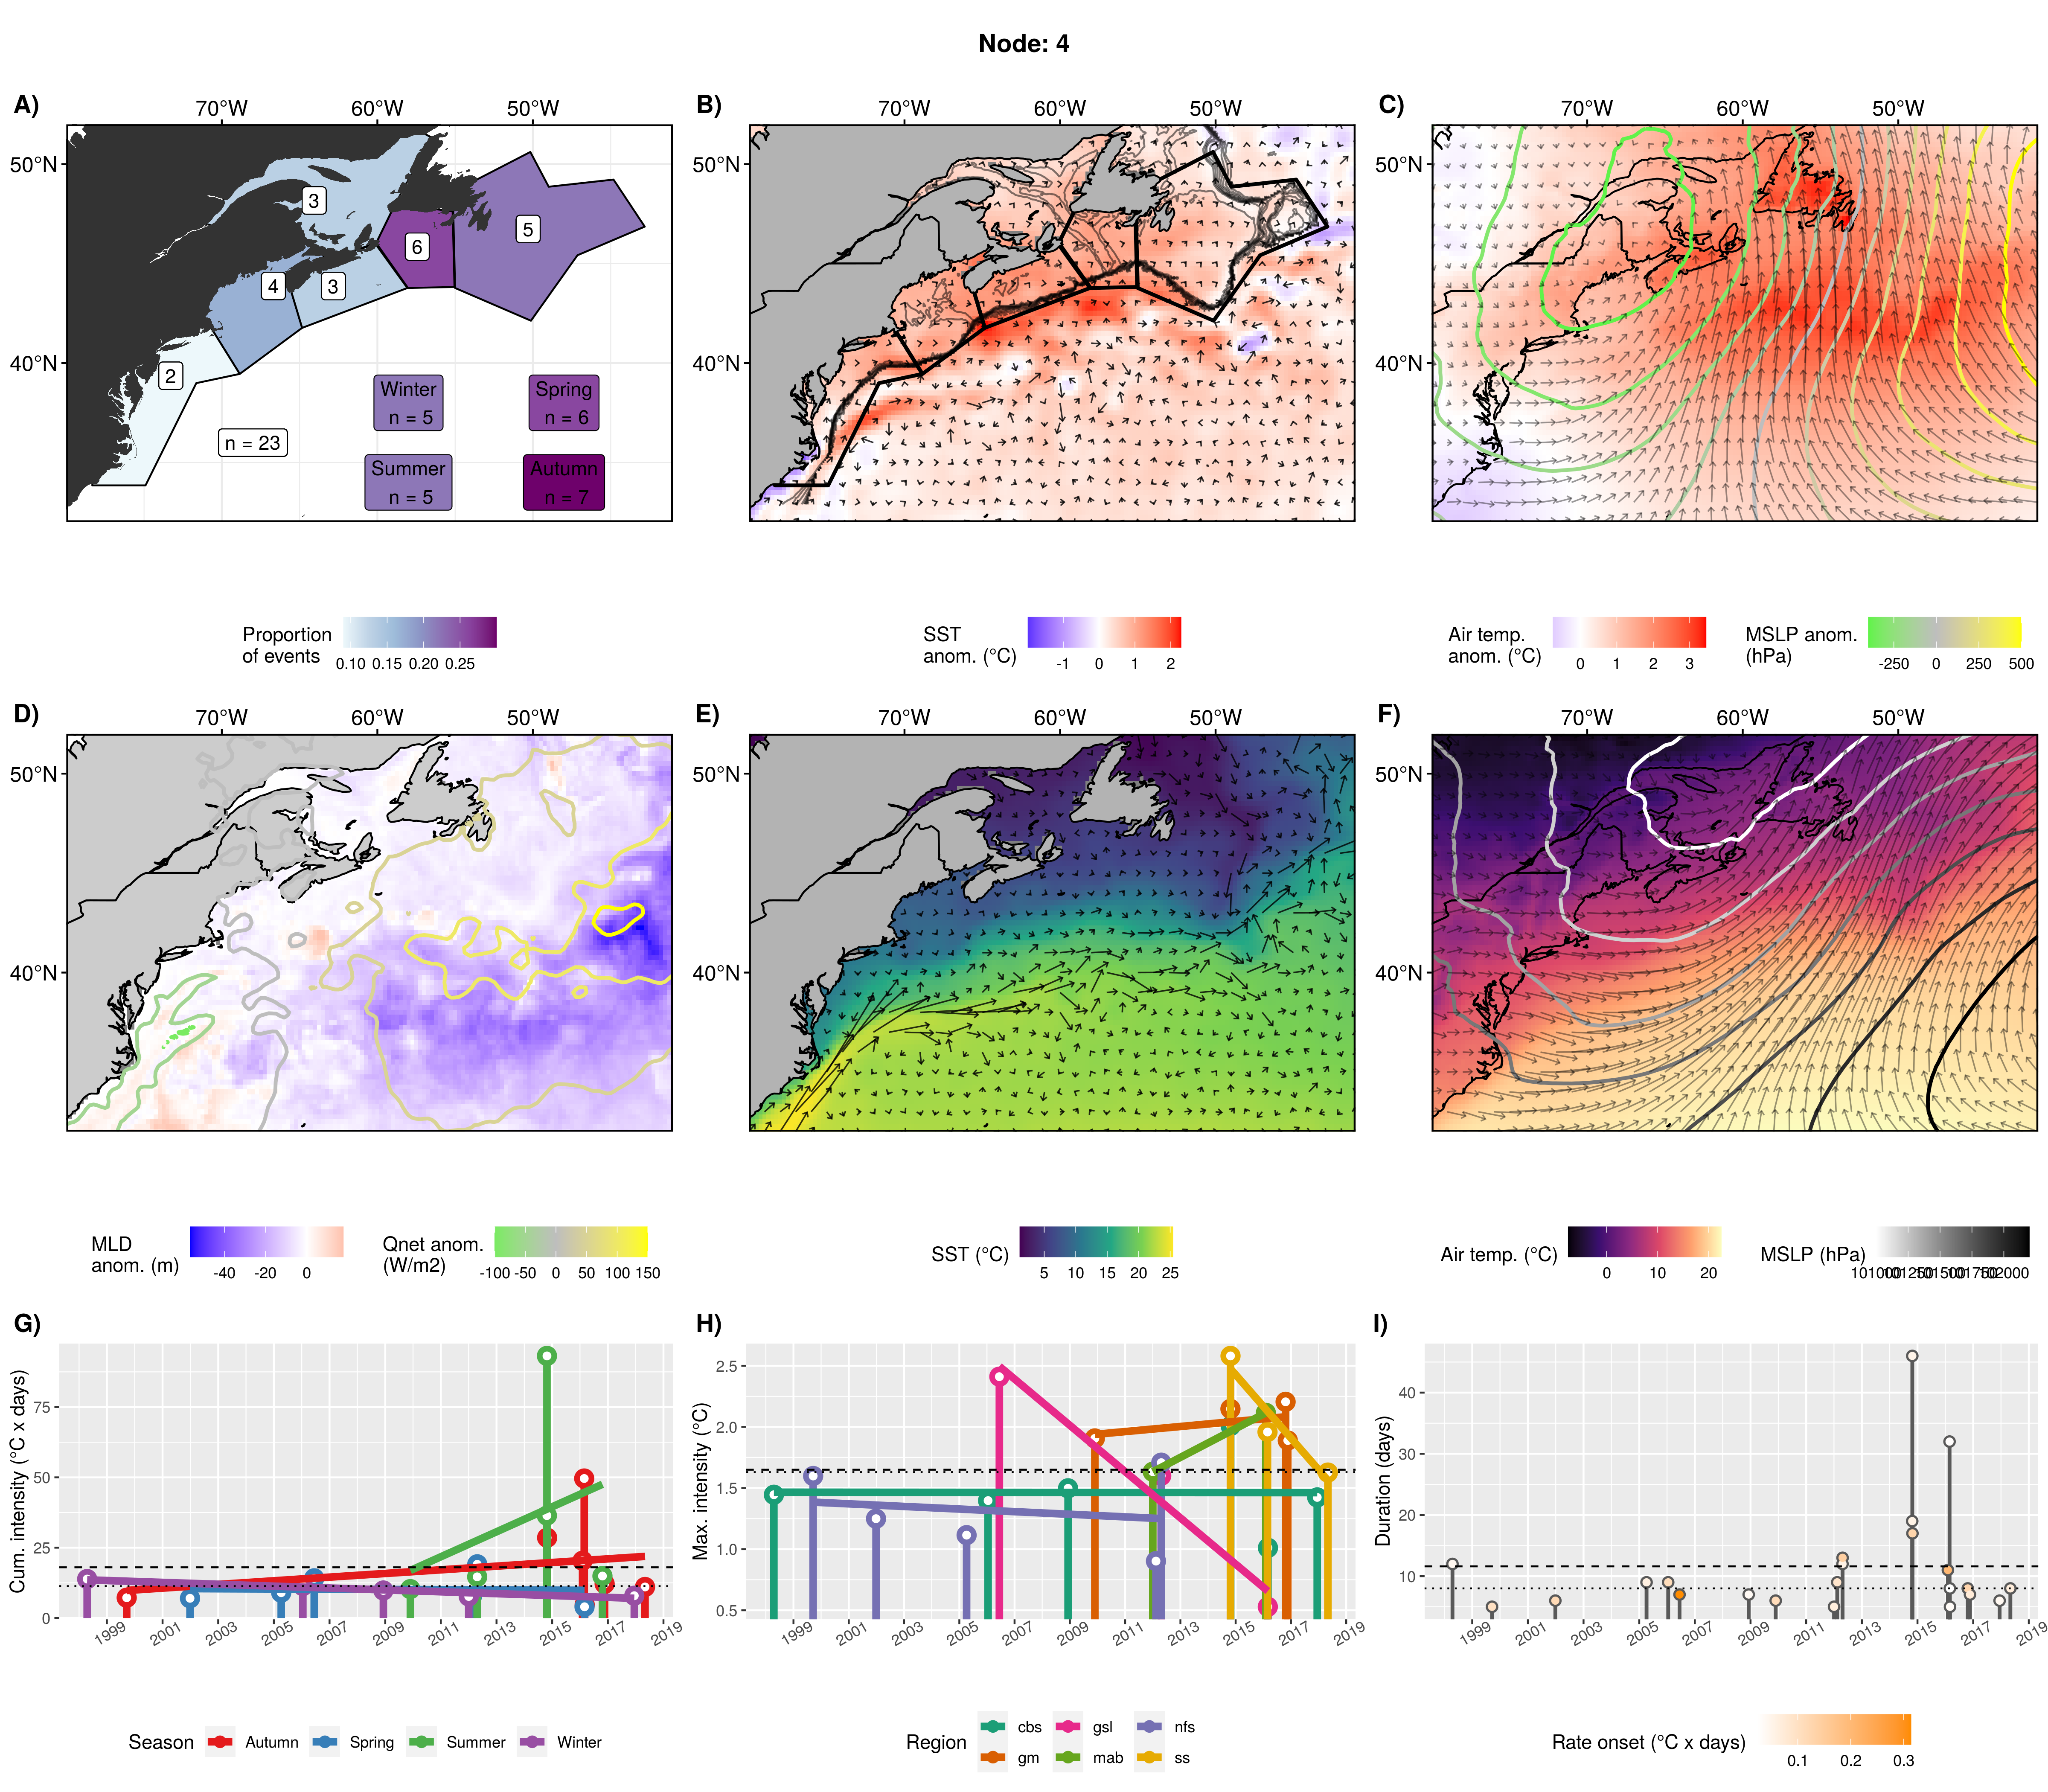 Node: 4
A)
70°W 60°W 50°W
50°N
40°N
3
5
6
4
3
2
n = 23
Winter
n = 5
Spring
n = 6
Summer
n = 5
Autumn
n = 7
Proportion
of events
0.10 0.15 0.20 0.25
B)
70°W 60°W 50°W
50°N
40°N
SST
anom. (°C)
-1 0 1 2
C)
70°W 60°W 50°W
50°N
40°N
Air temp.
anom. (°C)
0 1 2 3
MSLP anom.
(hPa)
-250 0 250 500
D)
70°W 60°W 50°W
50°N
40°N
MLD
anom. (m)
-40 -20 0
Qnet anom.
(W/m2)
-100 -50 0 50 100 150
E)
70°W 60°W 50°W
50°N
40°N
SST (°C)
5 10 15 20 25
F)
70°W 60°W 50°W
50°N
40°N
Air temp. (°C)
0 10 20
MSLP (hPa)
101000 101250 101500 101750 102000
G)
Cum. intensity (°C x days)
75
50
25
0
1999 2001 2003 2005 2007 2009 2011 2013 2015 2017 2019
Season
Autumn Spring Summer Winter
H)
Max. intensity (°C)
2.5
2.0
1.5
1.0
0.5
1999 2001 2003 2005 2007 2009 2011 2013 2015 2017 2019
Region
cbs gsl nfs
gm mab ss
I)
Duration (days)
40
30
20
10
1999 2001 2003 2005 2007 2009 2011 2013 2015 2017 2019
Rate onset (°C x days)
0.1 0.2 0.3